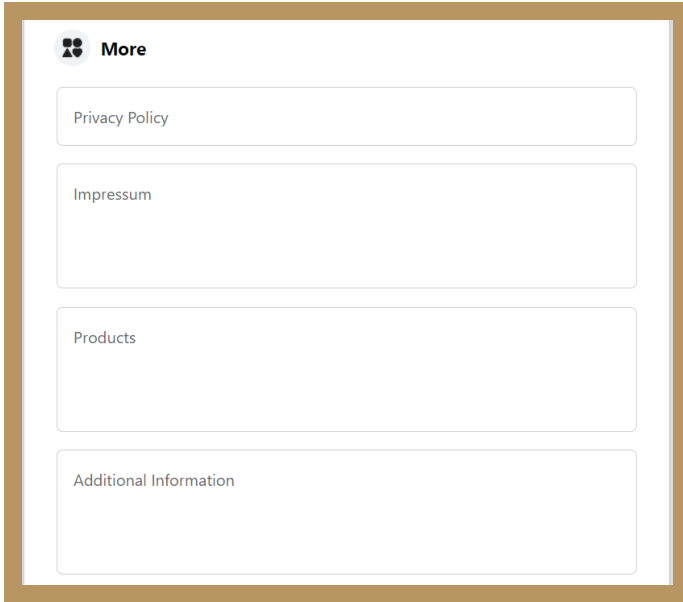 More
Privacy Policy
Impressum
Products
Additional Information